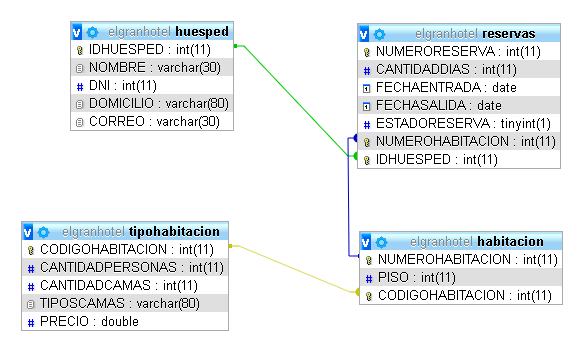 elgranhotel huesped
IDHUESPED : int(11)
NOMBRE : varchar(30)
DNI : int(11)
DOMICILIO : varchar(80)
CORREO : varchar(30)
elgranhotel reservas
NUMERORESERVA : int(11)
CANTIDADDIAS : int(11)
FECHAENTRADA : date
FECHASALIDA : date
ESTADORESERVA : tinyint(1)
NUMEROHABITACION : int(11)
IDHUESPED : int(11)
elgranhotel tipohabitacion
CODIGOHABITACION : int(11)
CANTIDADPERSONAS : int(11)
CANTIDADCAMAS : int(11)
TIPOSCAMAS : varchar(80)
PRECIO : double
elgranhotel habitacion
NUMEROHABITACION : int(11)
PISO : int(11)
CODIGOHABITACION : int(11)